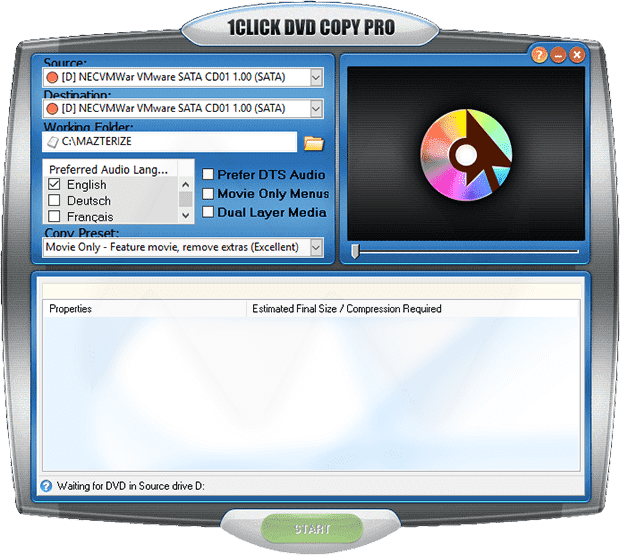 1CLICK DVD COPY PRO
Source:
[D] NECVMWar VMware SATA CD01 1.00 (SATA)
Destination:
[D] NECVMWar VMware SATA CD01 1.00 (SATA)
Working Folder:
C:\MAZTERIZE
Preferred Audio Lang...
English
Deutsch
Français
Prefer DTS Audio
Movie Only Menus
Dual Layer Media
Copy Preset:
Movie Only - Feature movie, remove extras (Excellent)
Properties
Estimated Final Size / Compression Required
Waiting for DVD in Source drive D:
START